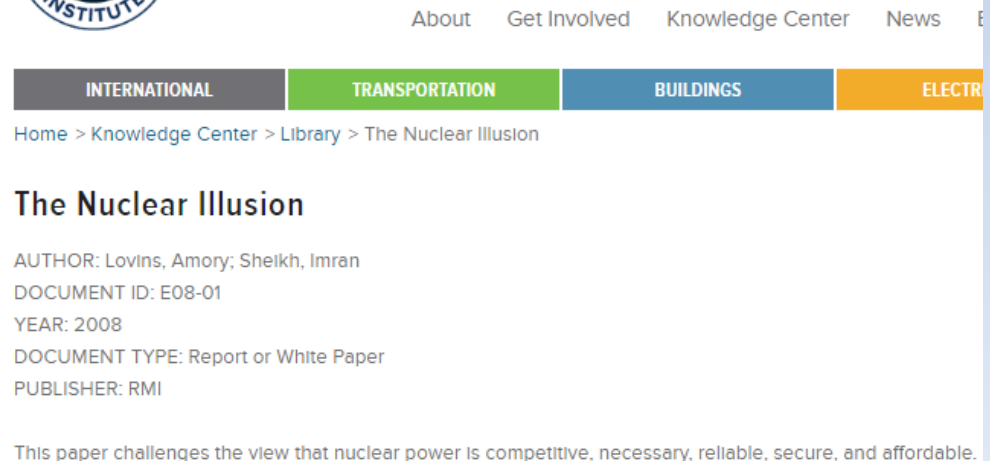 INSTITUTE
About Get Involved Knowledge Center News
INTERNATIONAL TRANSPORTATION BUILDINGS
Home > Knowledge Center > Library > The Nuclear Illusion
The Nuclear Illusion
AUTHOR: Lovins, Amory; Sheikh, Imran
DOCUMENT ID: E08-01
YEAR: 2008
DOCUMENT TYPE: Report or White Paper
PUBLISHER: RMI
This paper challenges the view that nuclear power is competitive, necessary, reliable, secure, and affordable.